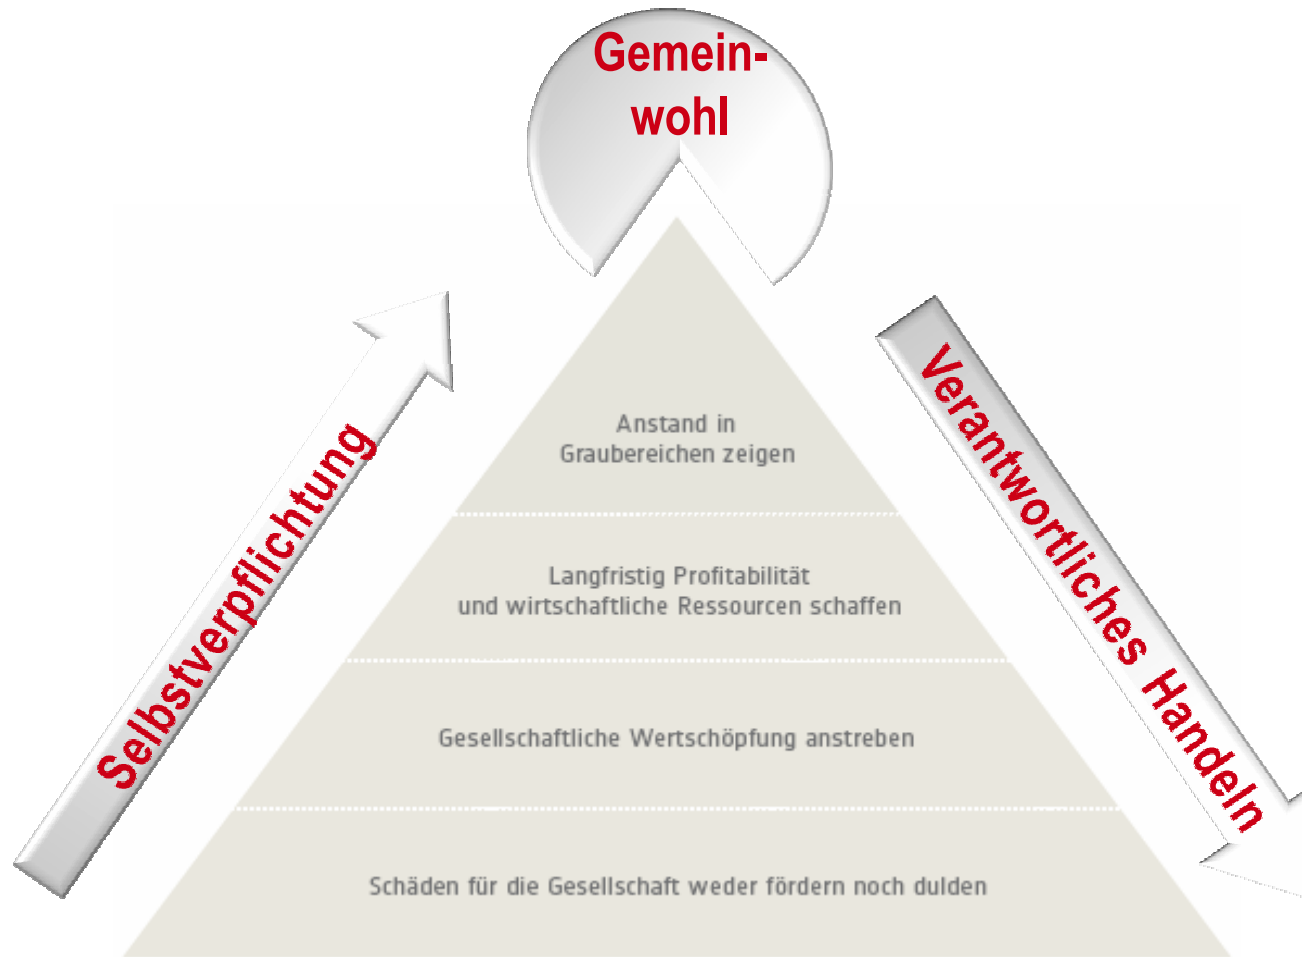 Gemein-
wohl
Selbstverpflichtung
Verantwortliches Handeln
Anstand in
Graubereichen zeigen
Langfristig Profitabilität
und wirtschaftliche Ressourcen schaffen
Gesellschaftliche Wertschöpfung anstreben
Schäden für die Gesellschaft weder fördern noch dulden